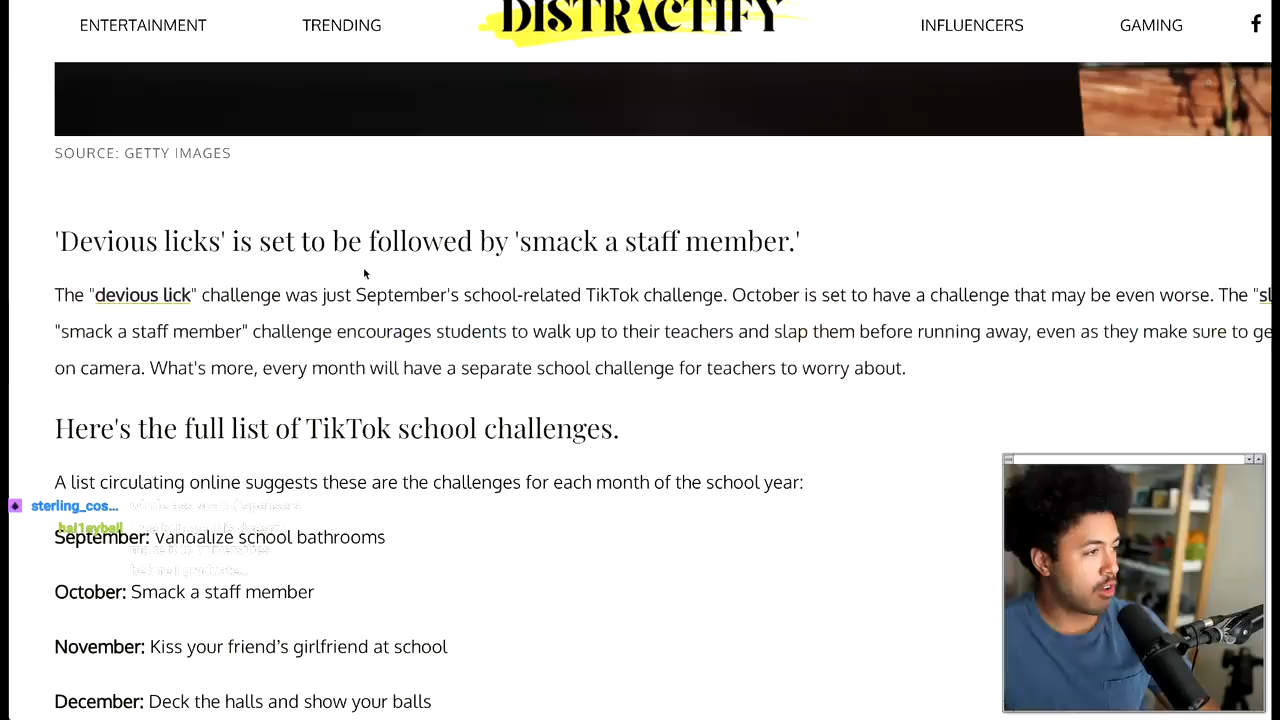 ENTERTAINMENT
TRENDING
DISTRACTIFY
INFLUENCERS
GAMING
SOURCE: GETTY IMAGES
'Devious licks' is set to be followed by 'smack a staff member.'
The "devious lick" challenge was just September's school-related TikTok challenge. October is set to have a challenge that may be even worse. The "sl
"smack a staff member" challenge encourages students to walk up to their teachers and slap them before running away, even as they make sure to ge
on camera. What's more, every month will have a separate school challenge for teachers to worry about.
Here's the full list of TikTok school challenges.
A list circulating online suggests these are the challenges for each month of the school year:
sterling_cos...
hal1sybell
September: Vandalize school bathrooms
October: Smack a staff member
November: Kiss your friend's girlfriend at school
December: Deck the halls and show your balls